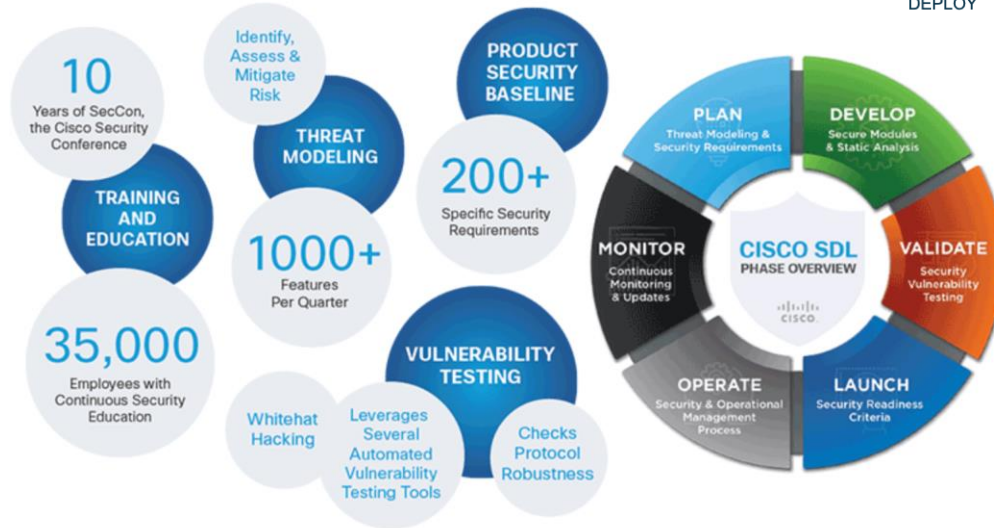 DEPLOY
10
Years of SecCon,
the Cisco Security
Conference
TRAINING
AND
EDUCATION
35,000
Employees with
Continuous Security
Education
Identify,
Assess &
Mitigate
Risk
THREAT
MODELING
1000+
Features
Per Quarter
PRODUCT
SECURITY
BASELINE
200+
Specific Security
Requirements
VULNERABILITY
TESTING
Whitehat
Hacking
Leverages
Several
Automated
Vulnerability
Testing Tools
Checks
Protocol
Robustness
PLAN
Threat Modeling &
Security Requirements
DEVELOP
Secure Modules
& Static Analysis
VALIDATE
Security
Vulnerability
Testing
LAUNCH
Security Readiness
Criteria
OPERATE
Security & Operational
Management
Process
MONITOR
Continuous
Monitoring
& Updates
CISCO SDL
PHASE OVERVIEW
CISCO.